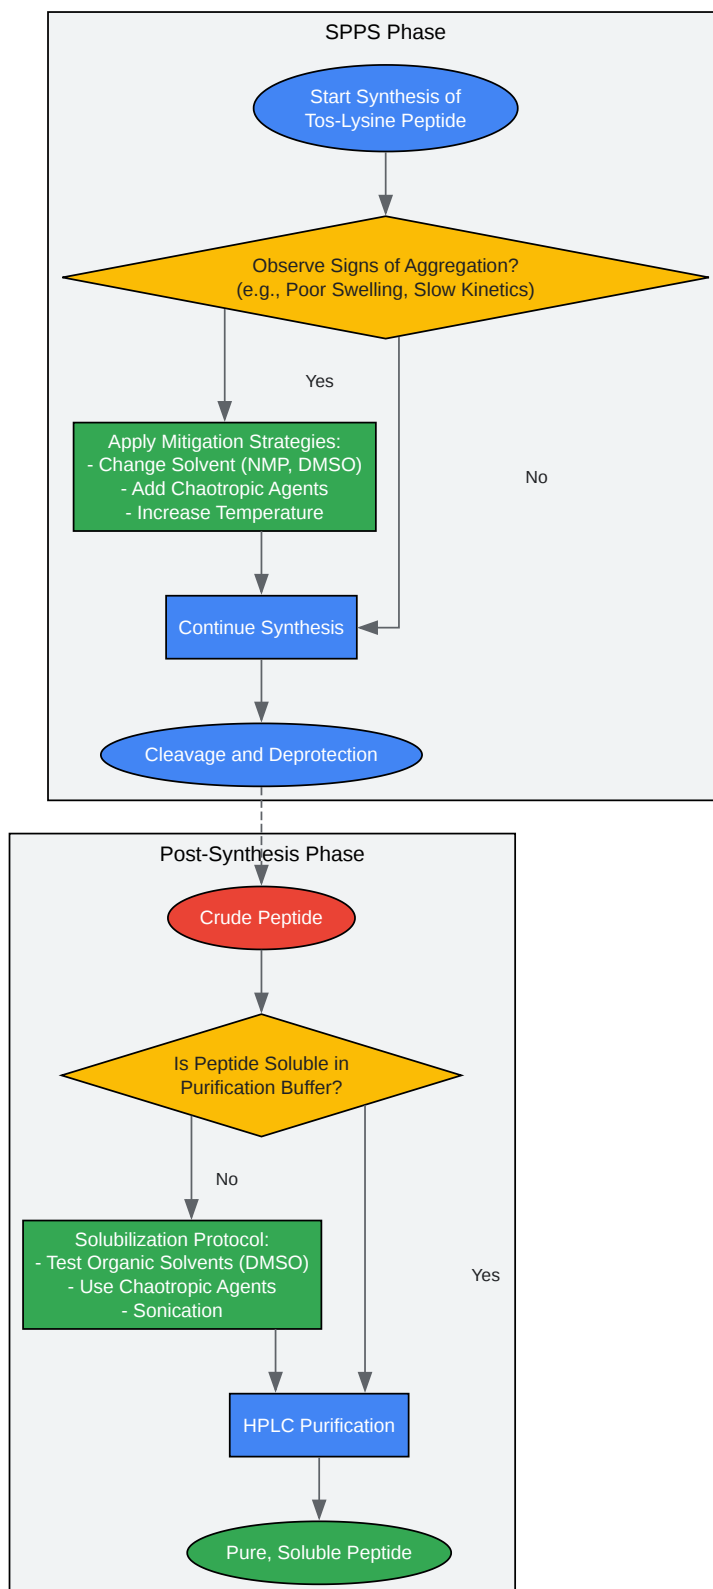 SPPS Phase
Start Synthesis of
Tos-Lysine Peptide
Observe Signs of Aggregation?
(e.g., Poor Swelling, Slow Kinetics)
Yes
Apply Mitigation Strategies:
- Change Solvent (NMP, DMSO)
- Add Chaotropic Agents
- Increase Temperature
No
Continue Synthesis
Cleavage and Deprotection
Post-Synthesis Phase
Crude Peptide
Is Peptide Soluble in
Purification Buffer?
No
Solubilization Protocol:
- Test Organic Solvents (DMSO)
- Use Chaotropic Agents
- Sonication
Yes
HPLC Purification
Pure, Soluble Peptide